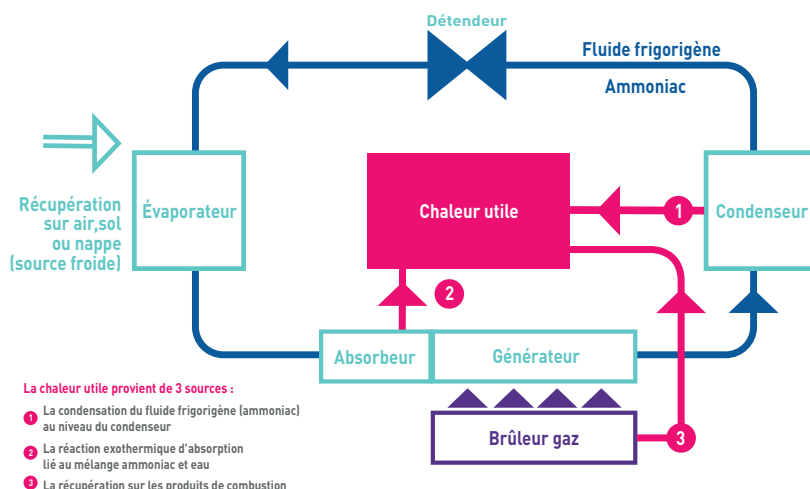 Détendeur
Fluide frigorigène
Ammoniac
Récupération
sur air,sol
ou nappe
(source froide)
Évaporateur
Chaleur utile
1
Condenseur
2
Absorbeur
Générateur
Brûleur gaz
3
La chaleur utile provient de 3 sources :
1 La condensation du fluide frigorigène (ammoniac)
au niveau du condenseur
2 La réaction exothermique d'absorption
lié au mélange ammoniac et eau
3 La récupération sur les produits de combustion